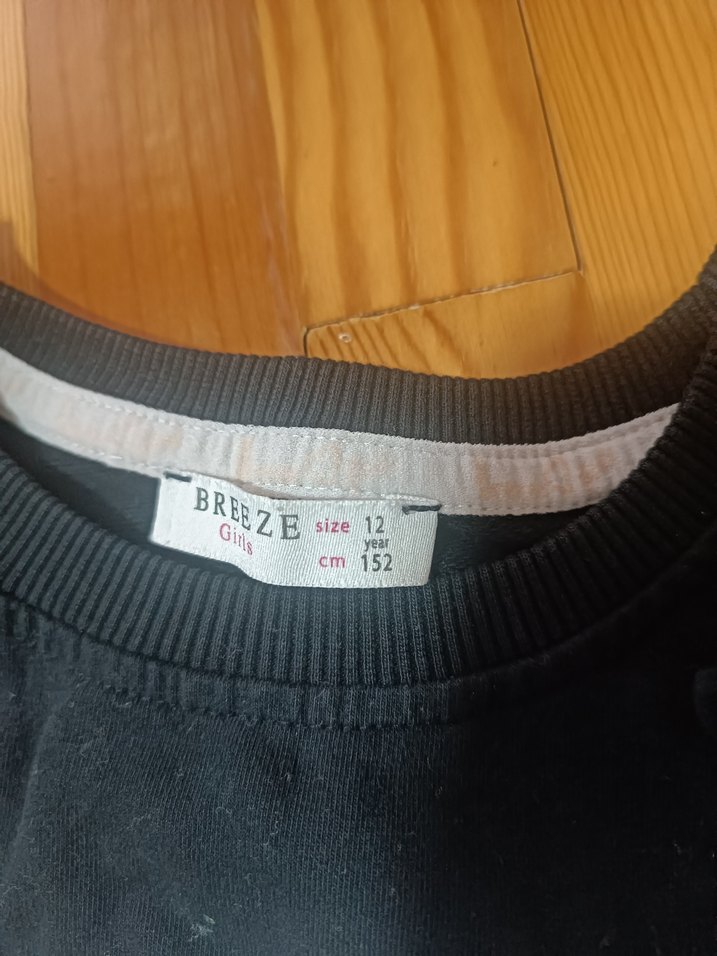 BREEZE
Girls
size 12
year
cm 152